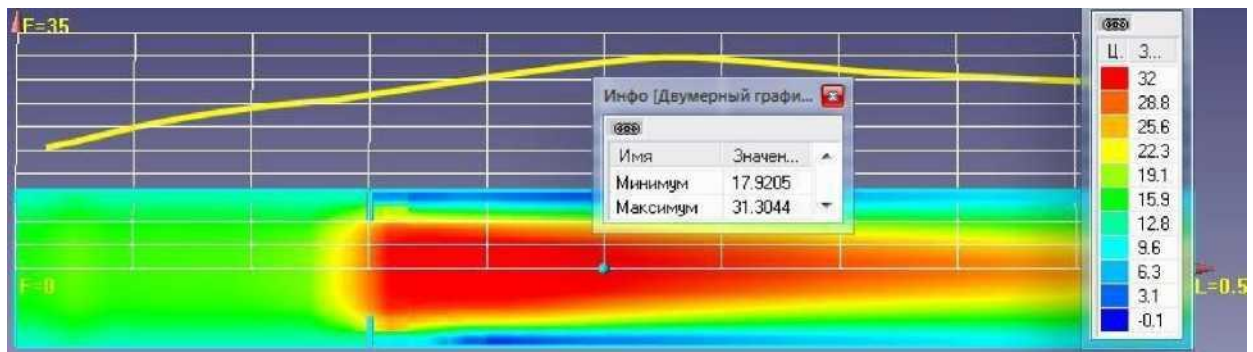 F=35
Ц. З...
32
28.8
25.6
22.3
19.1
15.9
12.8
9.6
6.3
3.1
-0.1
Инфо [Двумерный графи...
Имя Значен...
Минимум 17.9205
Максимум 31.3044
F=0
L=0.5